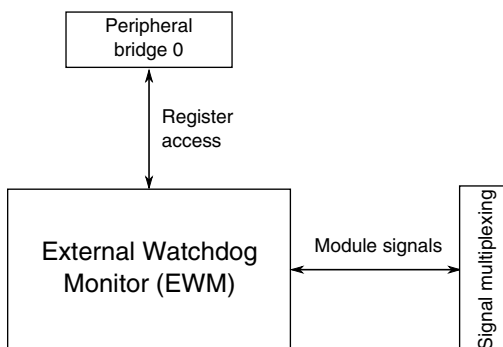 Peripheral
bridge 0
Register
access
External Watchdog
Monitor (EWM)
Module signals
Signal multiplexing